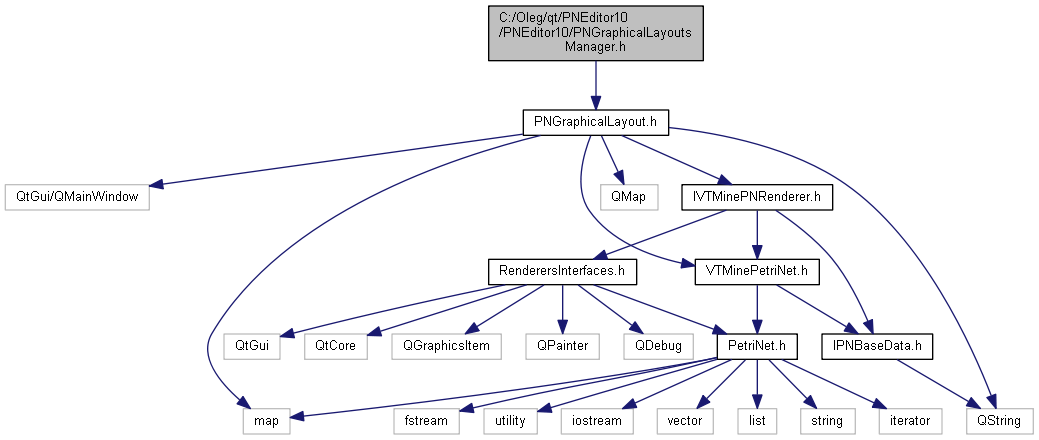 C:/Oleg/qt/PNEditor10
/PNEditor10/PNGraphicalLayouts
Manager.h
PNGraphicalLayout.h
QtGui/QMainWindow
QMap
IVTMinePNRenderer.h
RenderersInterfaces.h
VTMinePetriNet.h
QtGui
QtCore
QGraphicsItem
QPainter
QDebug
PetriNet.h
IPNBaseData.h
map
fstream
utility
iostream
vector
list
string
iterator
QString